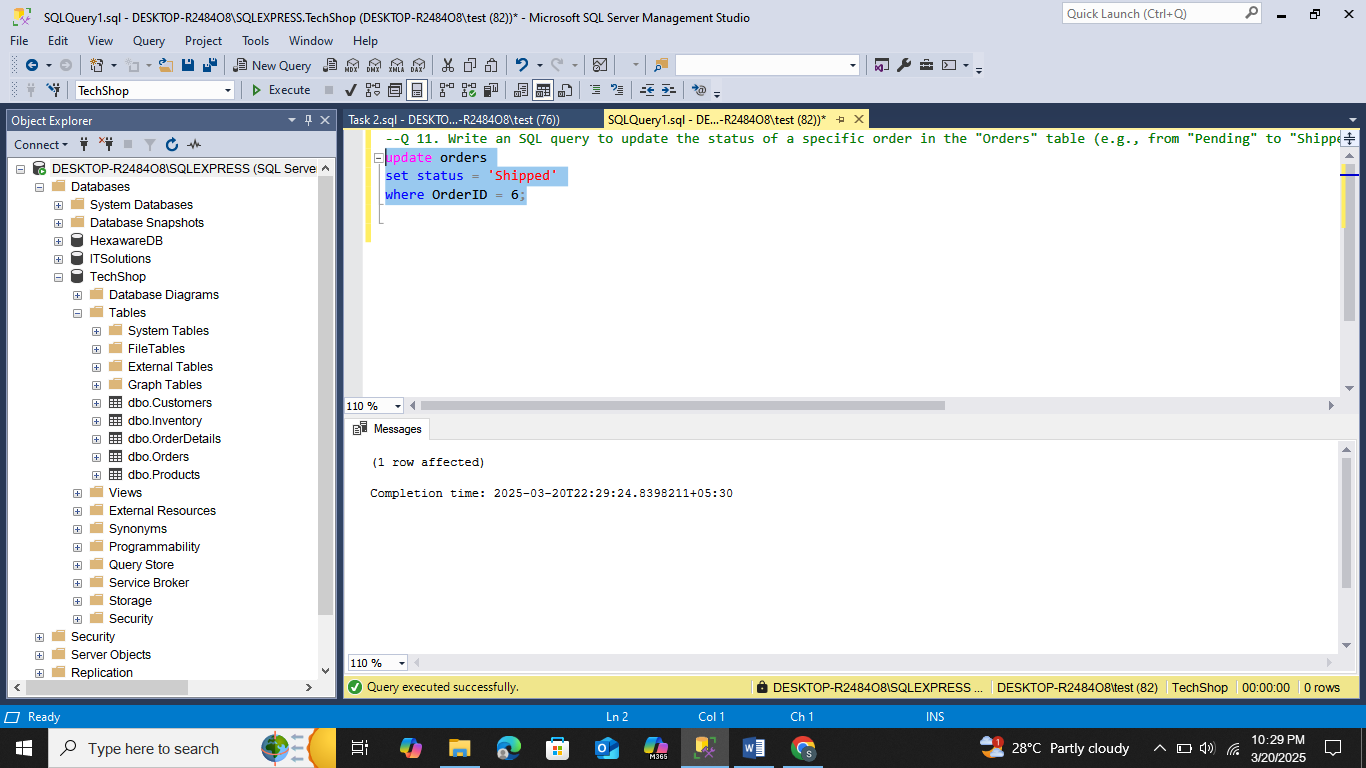 SQLQuery1.sql - DESKTOP-R2484O8\SQLEXPRESS.TechShop (DESKTOP-R2484O8\test (82))* - Microsoft SQL Server Management Studio
Quick Launch (Ctrl+Q)
File Edit View Query Project Tools Window Help
New Query
MDX DMX XMLA DAX
TechShop
Execute
Object Explorer
Task 2.sql - DESKTO...-R2484O8\test (76))
SQLQuery1.sql - DE...-R2484O8\test (82))*
Connect
DESKTOP-R2484O8\SQLEXPRESS (SQL Serve
Databases
System Databases
Database Snapshots
HexawareDB
ITSolutions
TechShop
Database Diagrams
Tables
System Tables
FileTables
External Tables
Graph Tables
dbo.Customers
dbo.Inventory
dbo.OrderDetails
dbo.Orders
dbo.Products
Views
External Resources
Synonyms
Programmability
Query Store
Service Broker
Storage
Security
Security
Server Objects
Replication
--Q 11. Write an SQL query to update the status of a specific order in the "Orders" table (e.g., from "Pending" to "Shippe
update orders
set status = 'Shipped'
where OrderID = 6;
110 %
Messages
(1 row affected)
Completion time: 2025-03-20T22:29:24.8398211+05:30
110 %
Query executed successfully.
DESKTOP-R2484O8\SQLEXPRESS ... DESKTOP-R2484O8\test (82) TechShop 00:00:00 0 rows
Ready
Ln 2 Col 1 Ch 1 INS
Type here to search
M365
S
1
28°C Partly cloudy
10:29 PM
3/20/2025